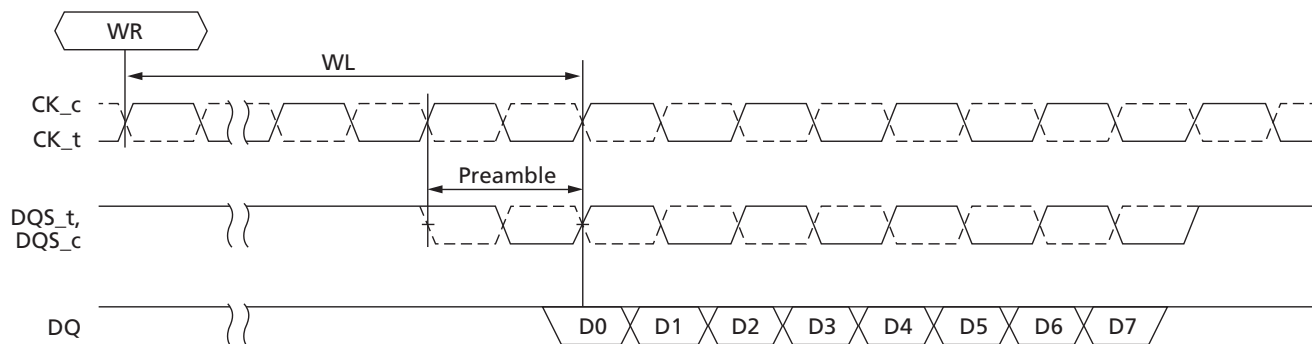 WR
WL
CK_c
CK_t
Preamble
DQS_t,
DQS_c
DQ
D0 D1 D2 D3 D4 D5 D6 D7